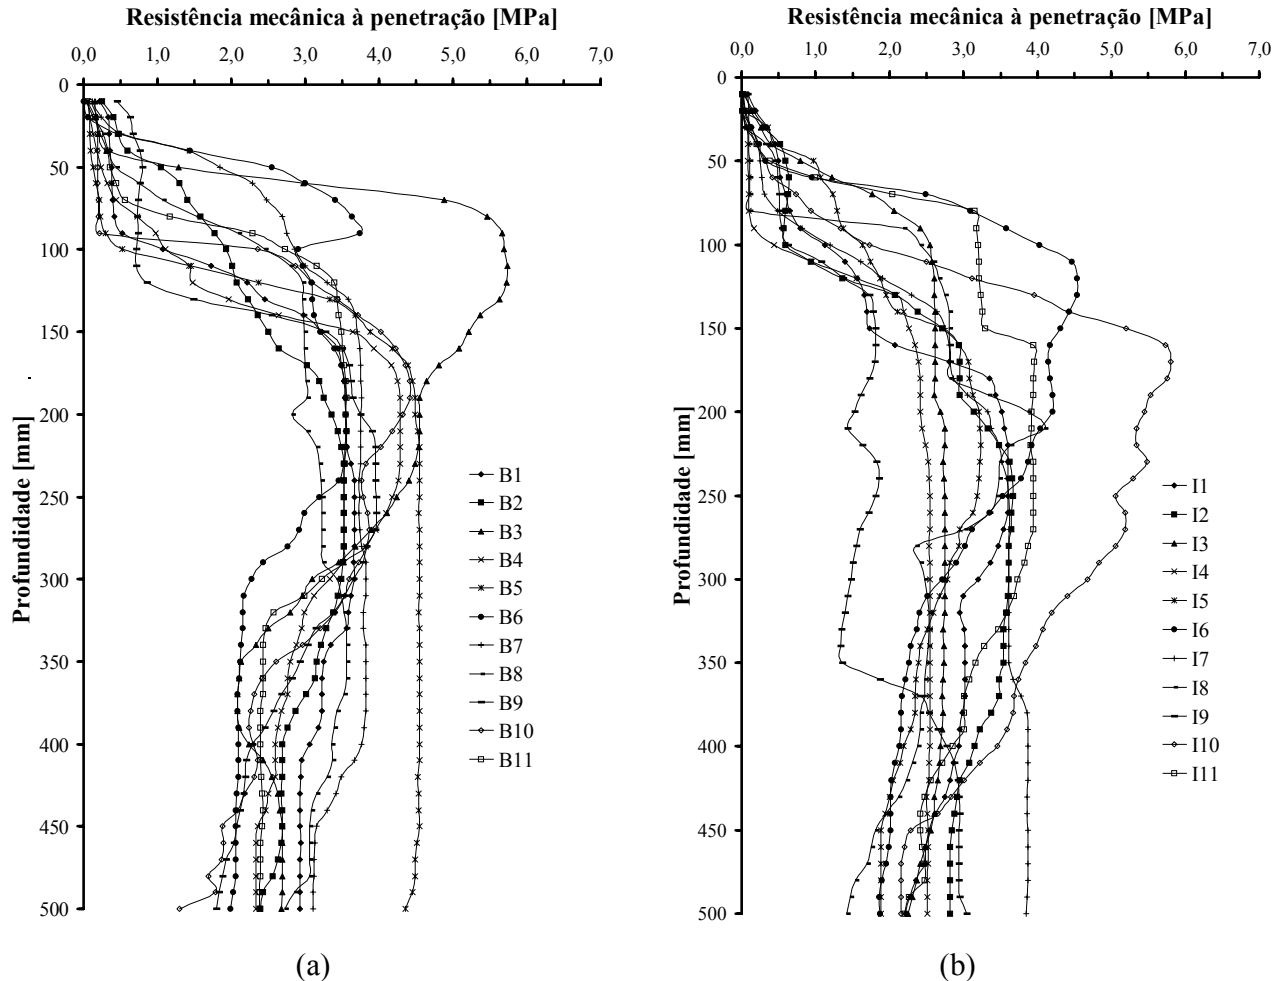 Resistência mecânica à penetração [MPa]
0,0 1,0 2,0 3,0 4,0 5,0 6,0 7,0
0
50
100
150
200
250
300
350
400
450
500
Profundidade [mm]
B1
B2
B3
B4
B5
B6
B7
B8
B9
B10
B11
(a)
Resistência mecânica à penetração [MPa]
0,0 1,0 2,0 3,0 4,0 5,0 6,0 7,0
0
50
100
150
200
250
300
350
400
450
500
Profundidade [mm]
I1
I2
I3
I4
I5
I6
I7
I8
I9
I10
I11
(b)